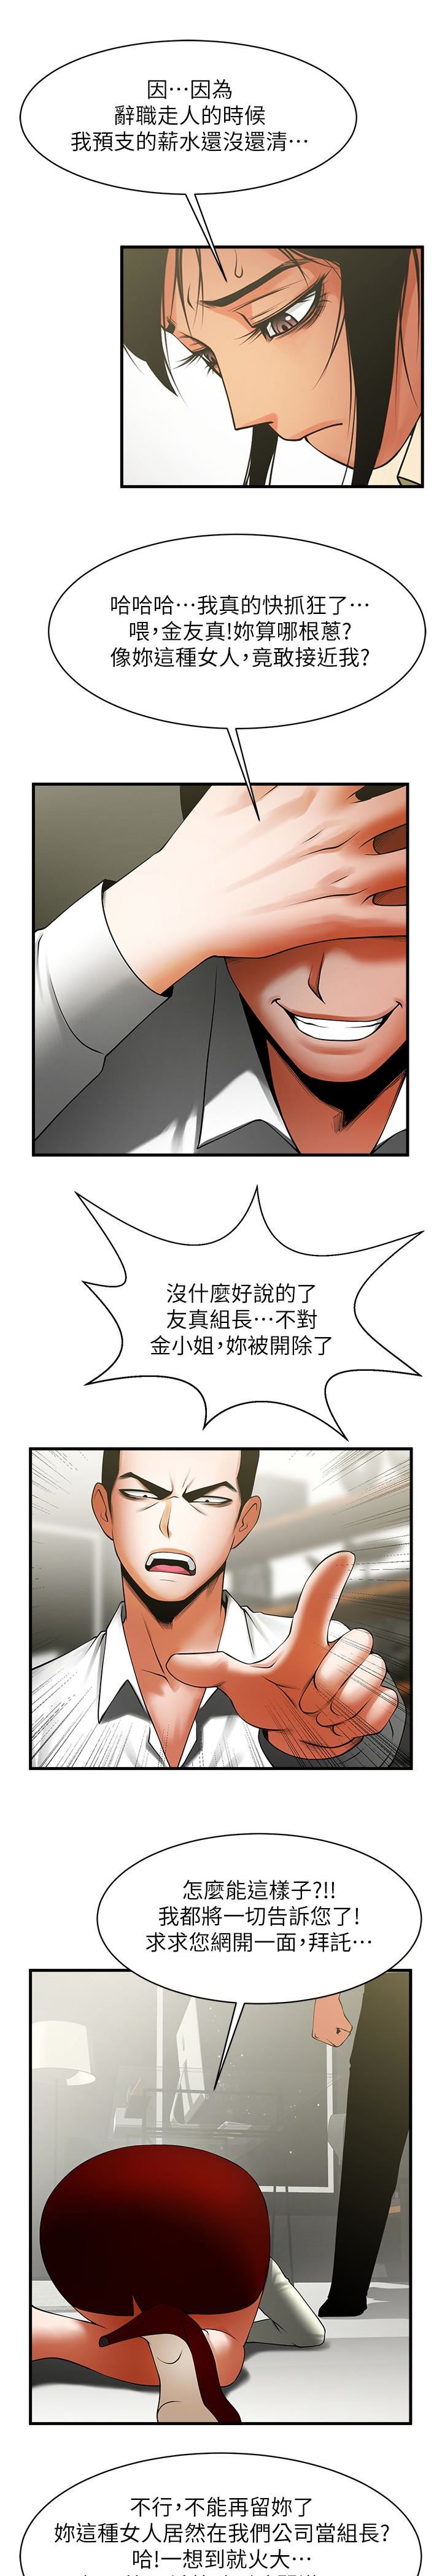 因⋯因為
辭職走人的時候
我預支的薪水還沒還清⋯
哈哈哈⋯我真的快抓狂了⋯
喂,金友真!妳算哪根蔥?
像妳這種女人,竟敢接近我?
沒什麼好說的了
友真組長⋯不對
金小姐,妳被開除了
怎麼能這樣子?!!
我都將一切告訴您了!
求求您網開一面,拜託⋯
不行,不能再留妳了
妳這種女人居然在我們公司當組長?
哈!一想到就火大⋯